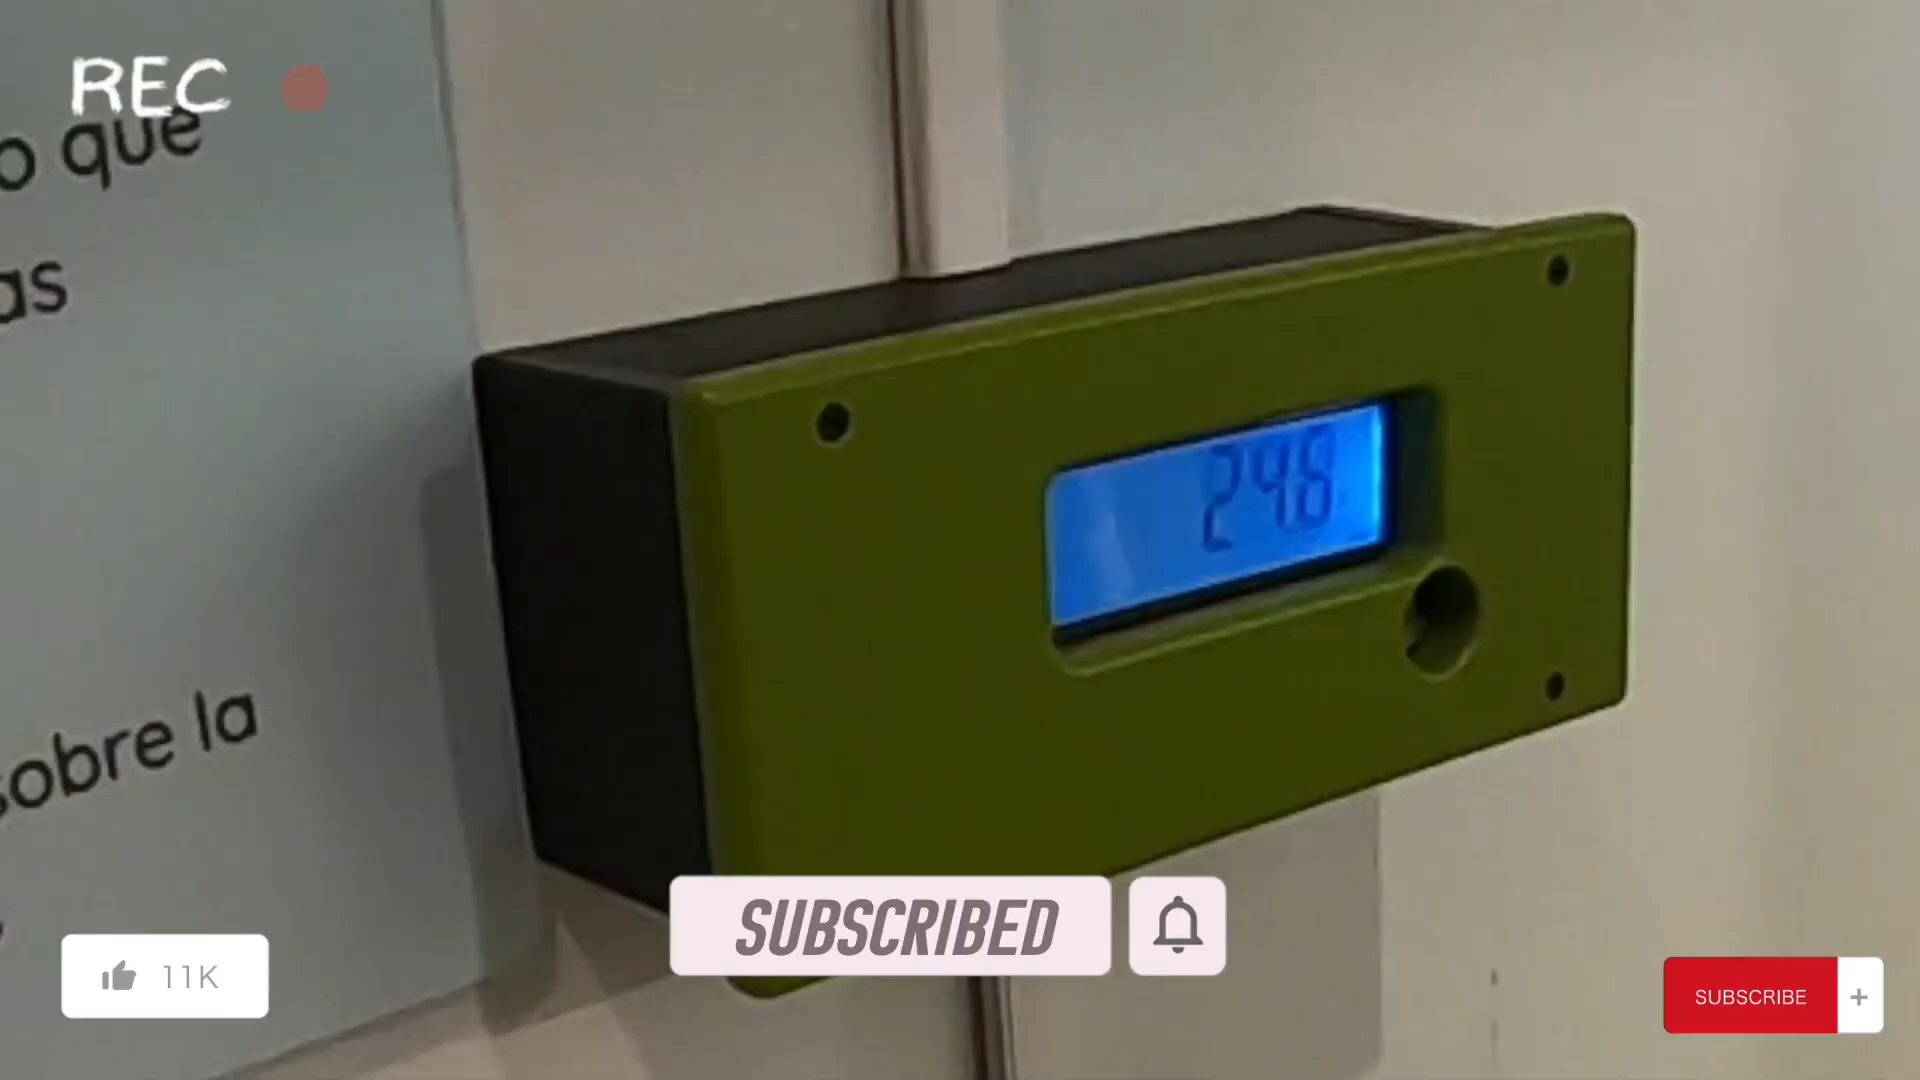 REC
o que
as
24.8
sobre la
SUBSCRIBED
11K
SUBSCRIBE +